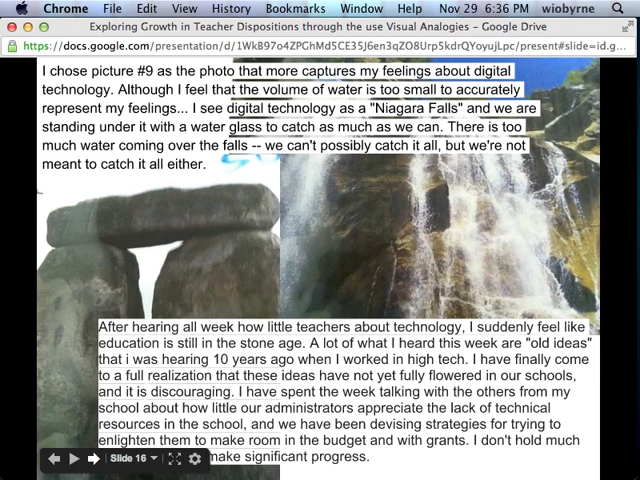 Chrome File Edit View History Bookmarks Window Help Nov 29 6:36 PM wiobyrne
Exploring Growth in Teacher Dispositions through the use Visual Analogies – Google Drive
https://docs.google.com/presentation/d/1WkB97o4ZPGhMd5CE35J6en3qZO8Urp5kdrQYoyujLpc/present#slide=id.g...
I chose picture #9 as the photo that more captures my feelings about digital
technology. Although I feel that the volume of water is too small to accurately
represent my feelings... I see digital technology as a "Niagara Falls" and we are
standing under it with a water glass to catch as much as we can. There is too
much water coming over the falls -- we can't possibly catch it all, but we're not
meant to catch it all either.
After hearing all week how little teachers about technology, I suddenly feel like
education is still in the stone age. A lot of what I heard this week are "old ideas"
that i was hearing 10 years ago when I worked in high tech. I have finally come
to a full realization that these ideas have not yet fully flowered in our schools,
and it is discouraging. I have spent the week talking with the others from my
school about how little our administrators appreciate the lack of technical
resources in the school, and we have been devising strategies for trying to
enlighten them to make room in the budget and with grants. I don't hold much
make significant progress.
Slide 16